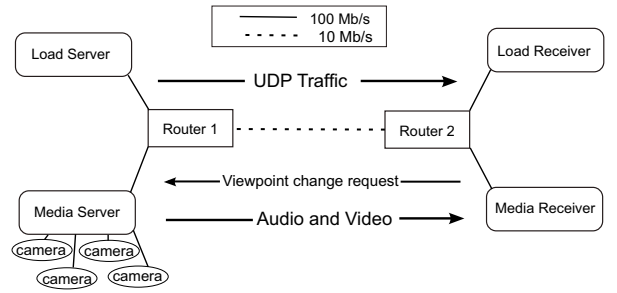 100 Mb/s
10 Mb/s
Load Server
Load Receiver
UDP Traffic
Router 1
Router 2
Viewpoint change request
Media Server
Audio and Video
Media Receiver
camera
camera
camera
camera